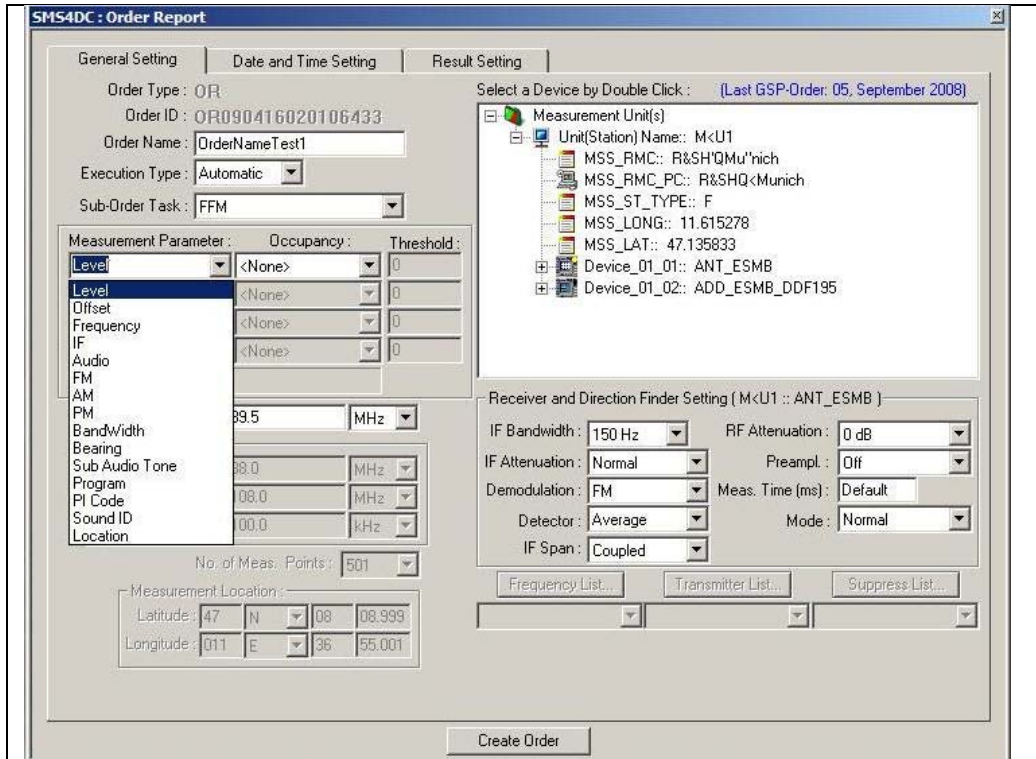 SMS4DC : Order Report
General Setting
Date and Time Setting
Result Setting
Order Type : OR
Order ID : OR090416020106433
Order Name : OrderNameTest1
Execution Type : Automatic
Sub-Order Task : FFM
Measurement Parameter : Occupancy : Threshold :
Level <None> 0
Level <None> 0
Offset
Frequency <None> 0
IF <None> 0
Audio
FM
AM
PM
BandWidth
Bearing
Sub Audio Tone
Program
PI Code
Sound ID
Location
89.5 MHz
88.0 MHz
108.0 MHz
100.0 kHz
No. of Meas. Points : 501
Measurement Location :
Latitude : 47 N 08 08.999
Longitude : 011 E 36 55.001
Select a Device by Double Click : (Last GSP-Order: 05, September 2008)
Measurement Unit(s)
Unit(Station) Name:: M<U1
MSS_RMC:: R&SH'QMu"nich
MSS_RMC_PC:: R&SHQ<Munich
MSS_ST_TYPE:: F
MSS_LONG:: 11.615278
MSS_LAT:: 47.135833
Device_01_01:: ANT_ESMB
Device_01_02:: ADD_ESMB_DDF195
Receiver and Direction Finder Setting ( M<U1 :: ANT_ESMB )
IF Bandwidth : 150 Hz RF Attenuation : 0 dB
IF Attenuation : Normal Preampl. : Off
Demodulation : FM Meas. Time (ms) : Default
Detector : Average Mode : Normal
IF Span : Coupled
Frequency List... Transmitter List... Suppress List...
Create Order